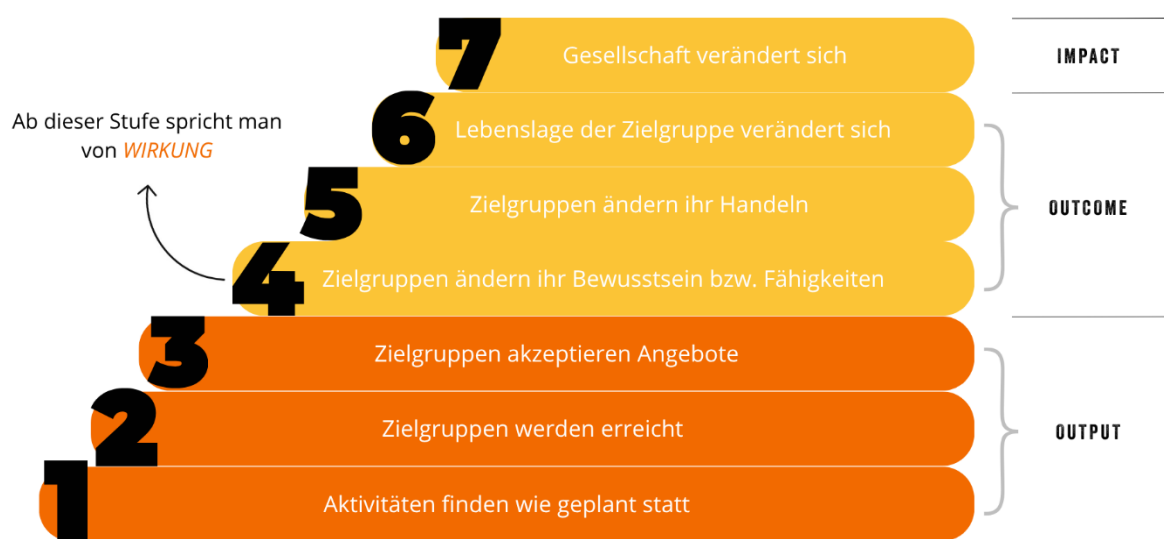 7 Gesellschaft verändert sich
IMPACT
6 Lebenslage der Zielgruppe verändert sich
Ab dieser Stufe spricht man
von WIRKUNG
5 Zielgruppen ändern ihr Handeln
OUTCOME
4 Zielgruppen ändern ihr Bewusstsein bzw. Fähigkeiten
3 Zielgruppen akzeptieren Angebote
2 Zielgruppen werden erreicht
OUTPUT
1 Aktivitäten finden wie geplant statt